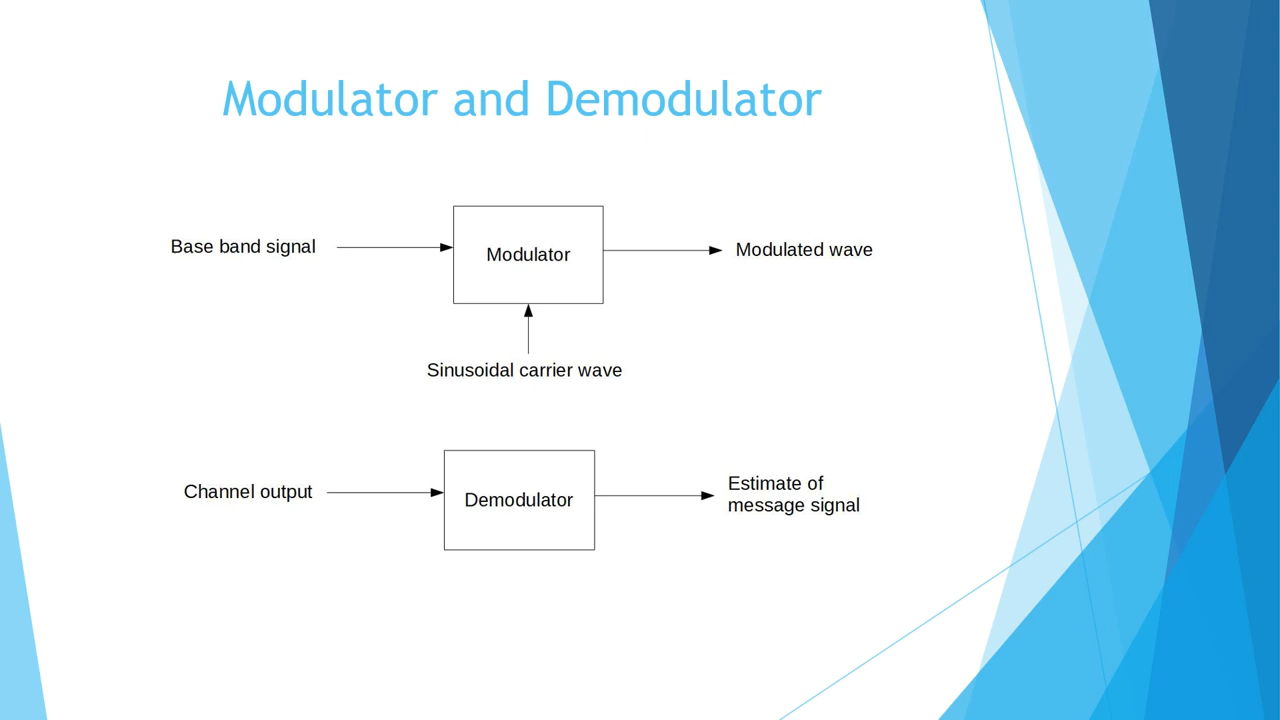 Modulator and Demodulator
Base band signal
Modulator
Modulated wave
Sinusoidal carrier wave
Channel output
Demodulator
Estimate of
message signal